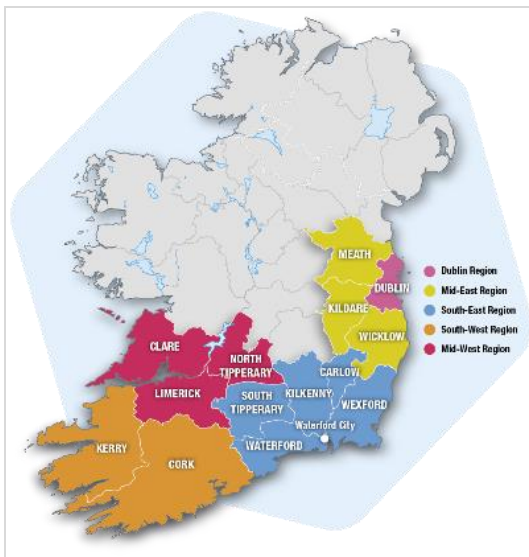 MEATH
DUBLIN
KILDARE
WICKLOW
Dublin Region
Mid-East Region
South-East Region
South-West Region
Mid-West Region
CLARE
NORTH
TIPPERARY
LIMERICK
CARLOW
SOUTH
TIPPERARY
KILKENNY
WEXFORD
Waterford City
WATERFORD
KERRY
CORK